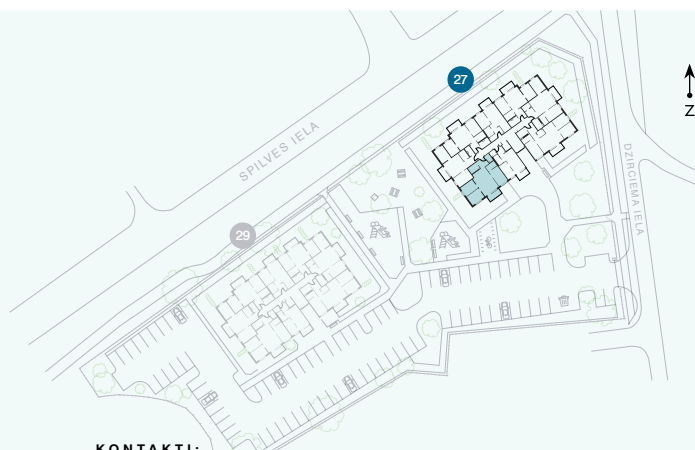 27
Z
SPILVES IELA
DZIRCIEMA IELA
29
KONTAKTI: